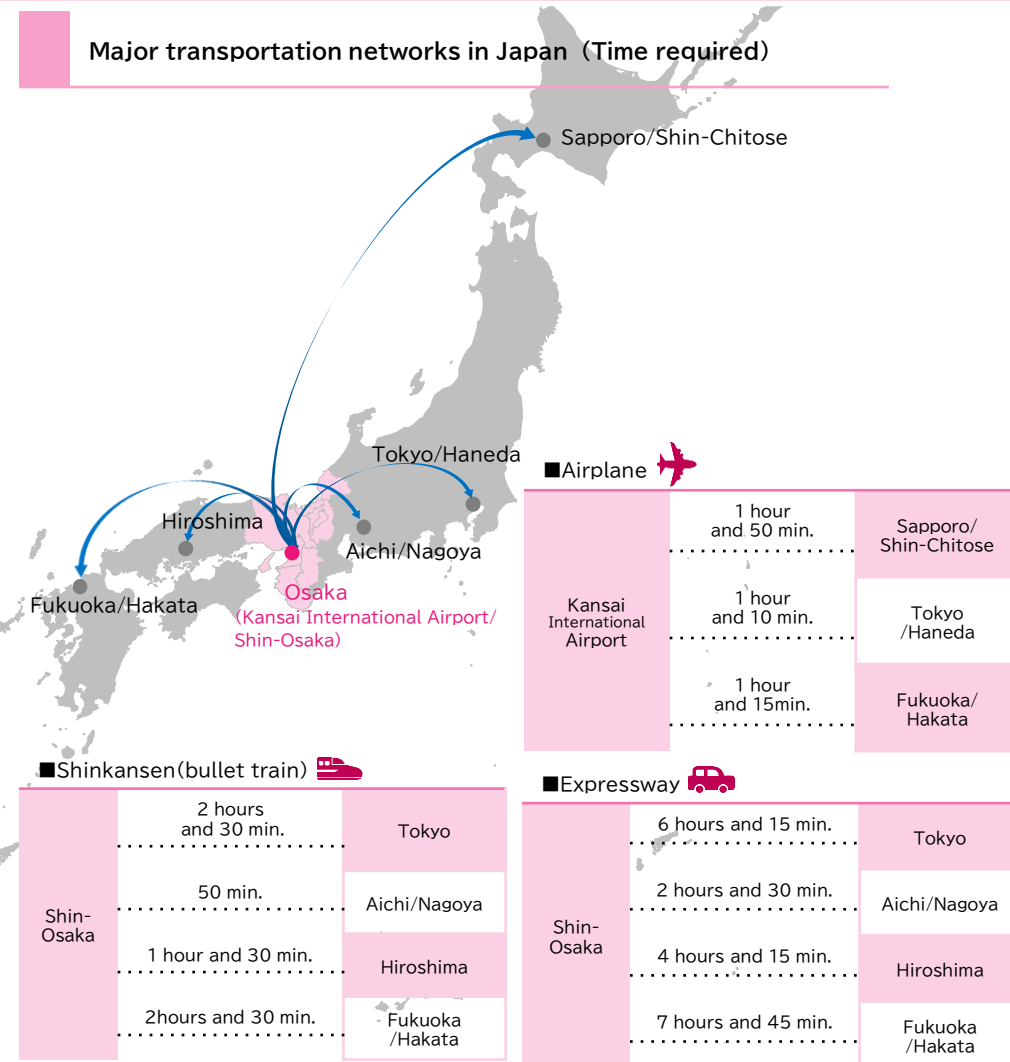 Major transportation networks in Japan (Time required)
Sapporo/Shin-Chitose
Tokyo/Haneda
Hiroshima
Aichi/Nagoya
Fukuoka/Hakata
Osaka
(Kansai International Airport/
Shin-Osaka)
■Airplane
Kansai
International
Airport
1 hour
and 50 min.
Sapporo/
Shin-Chitose
1 hour
and 10 min.
Tokyo
/Haneda
1 hour
and 15min.
Fukuoka/
Hakata
■Shinkansen(bullet train)
Shin-
Osaka
2 hours
and 30 min.
Tokyo
50 min.
Aichi/Nagoya
1 hour and 30 min.
Hiroshima
2hours and 30 min.
Fukuoka
/Hakata
■Expressway
Shin-
Osaka
6 hours and 15 min.
Tokyo
2 hours and 30 min.
Aichi/Nagoya
4 hours and 15 min.
Hiroshima
7 hours and 45 min.
Fukuoka
/Hakata